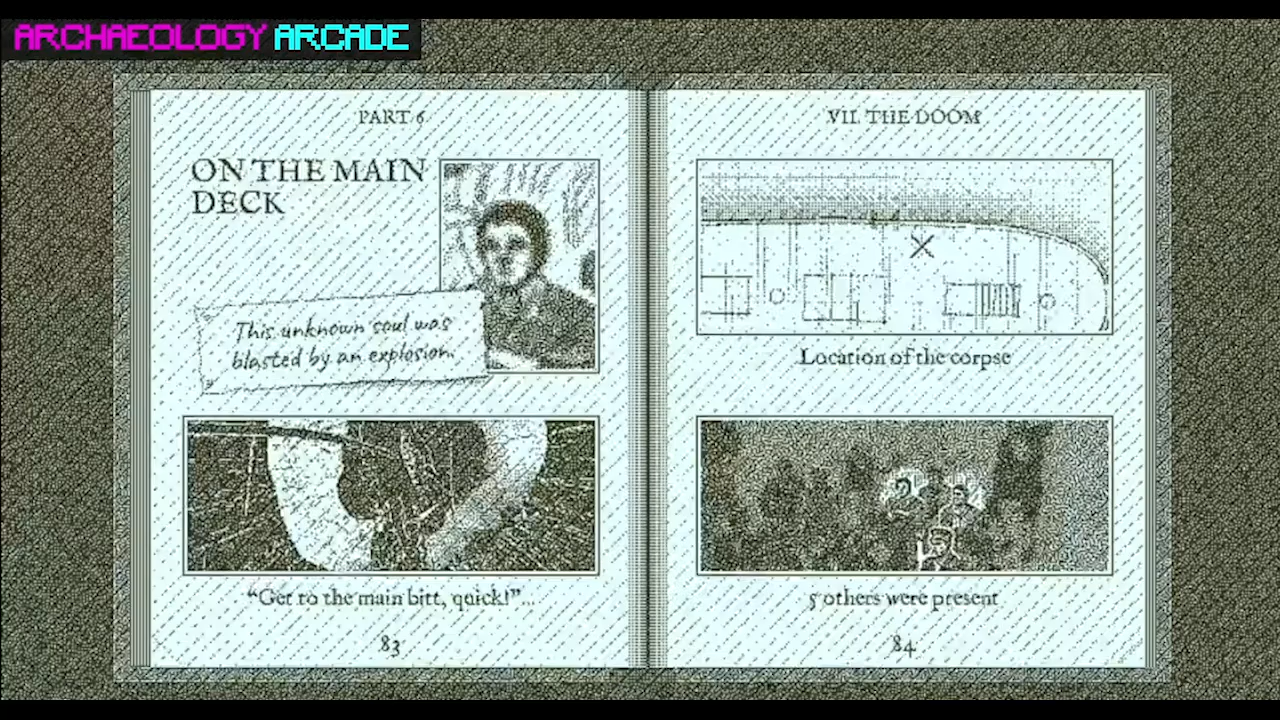 ARCHAEOLOGY ARCADE
PART 6
ON THE MAIN
DECK
This unknown soul was
blasted by an explosion.
"Get to the main bitt, quick!"...
83
VII. THE DOOM
Location of the corpse
5 others were present
84